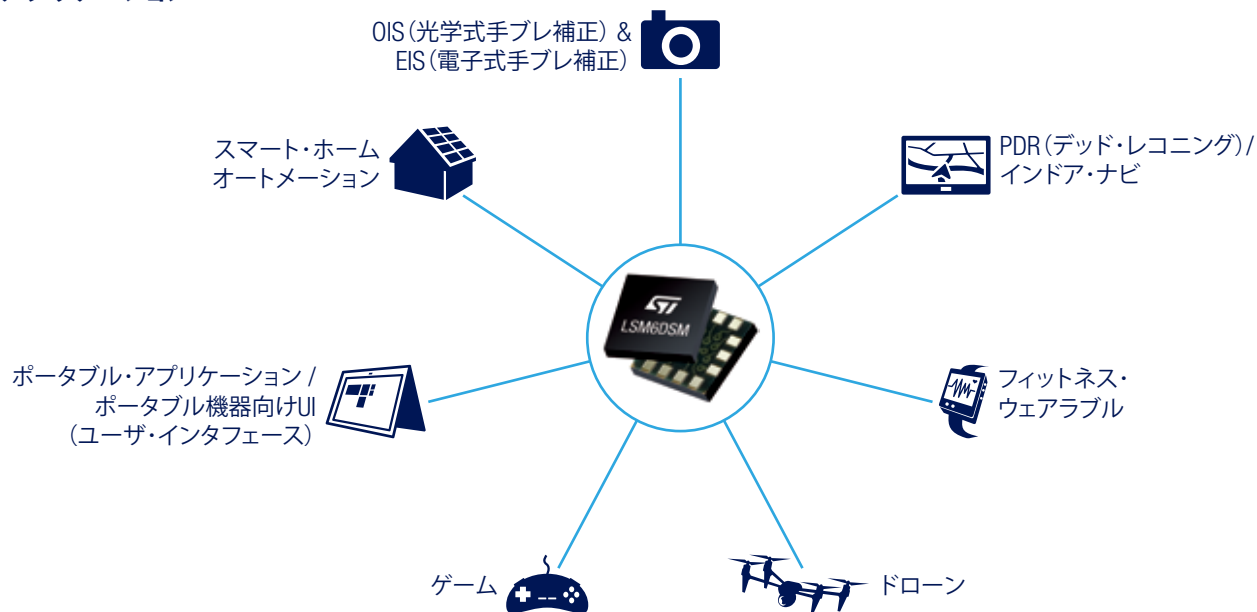 OIS（光学式手ブレ補正）&
EIS（電子式手ブレ補正）
スマート・ホーム
オートメーション
PDR（デッド・レコニング）/
インドア・ナビ
ST
LSM6DSM
ポータブル・アプリケーション /
ポータブル機器向けUI
（ユーザ・インタフェース）
フィットネス・
ウェアラブル
ゲーム
ドローン